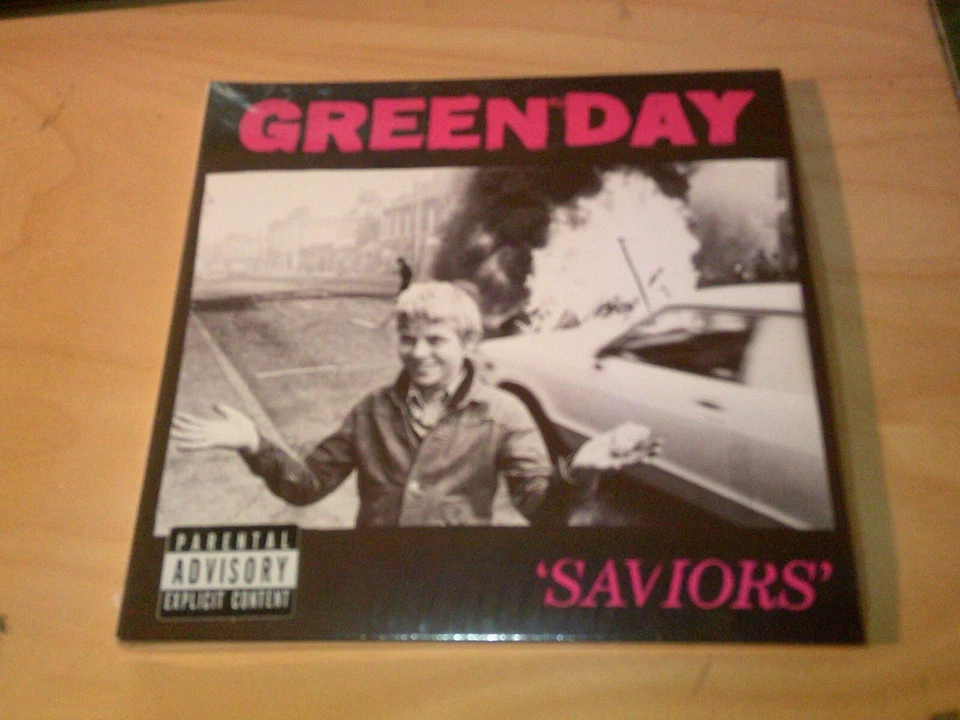 GREEN DAY
PARENTAL
ADVISORY
EXPLICIT CONTENT
'SAVIORS'